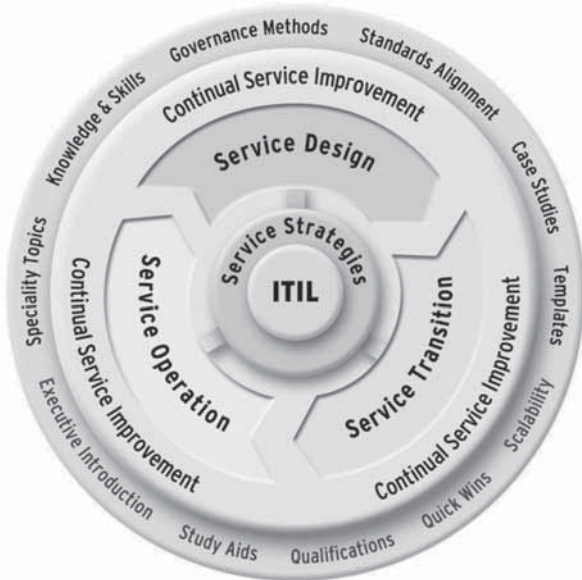 Governance Methods
Standards Alignment
Knowledge & Skills
Case Studies
Speciality Topics
Templates
Executive Introduction
Scalability
Study Aids
Qualifications
Quick Wins
Continual Service Improvement
Continual Service Improvement
Continual Service Improvement
Service Design
Service Operation
Service Transition
Service Strategies
ITIL